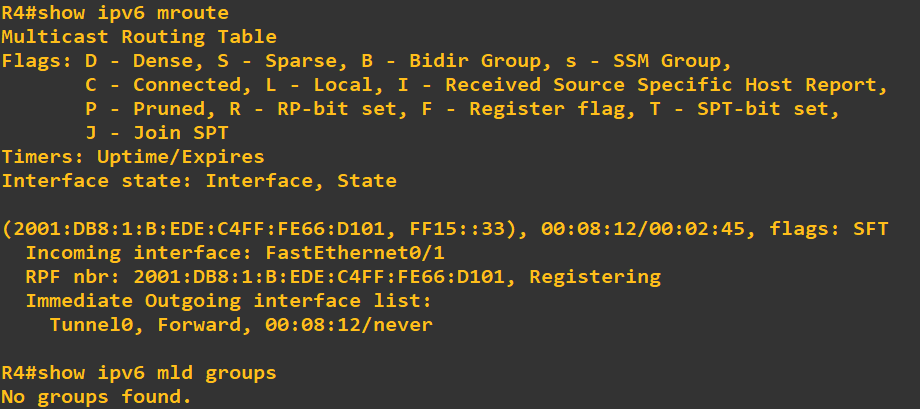 R4#show ipv6 mroute
Multicast Routing Table
Flags: D - Dense, S - Sparse, B - Bidir Group, s - SSM Group,
       C - Connected, L - Local, I - Received Source Specific Host Report,
       P - Pruned, R - RP-bit set, F - Register flag, T - SPT-bit set,
       J - Join SPT
Timers: Uptime/Expires
Interface state: Interface, State

(2001:DB8:1:B:EDE:C4FF:FE66:D101, FF15::33), 00:08:12/00:02:45, flags: SFT
  Incoming interface: FastEthernet0/1
  RPF nbr: 2001:DB8:1:B:EDE:C4FF:FE66:D101, Registering
  Immediate Outgoing interface list:
    Tunnel0, Forward, 00:08:12/never

R4#show ipv6 mld groups
No groups found.